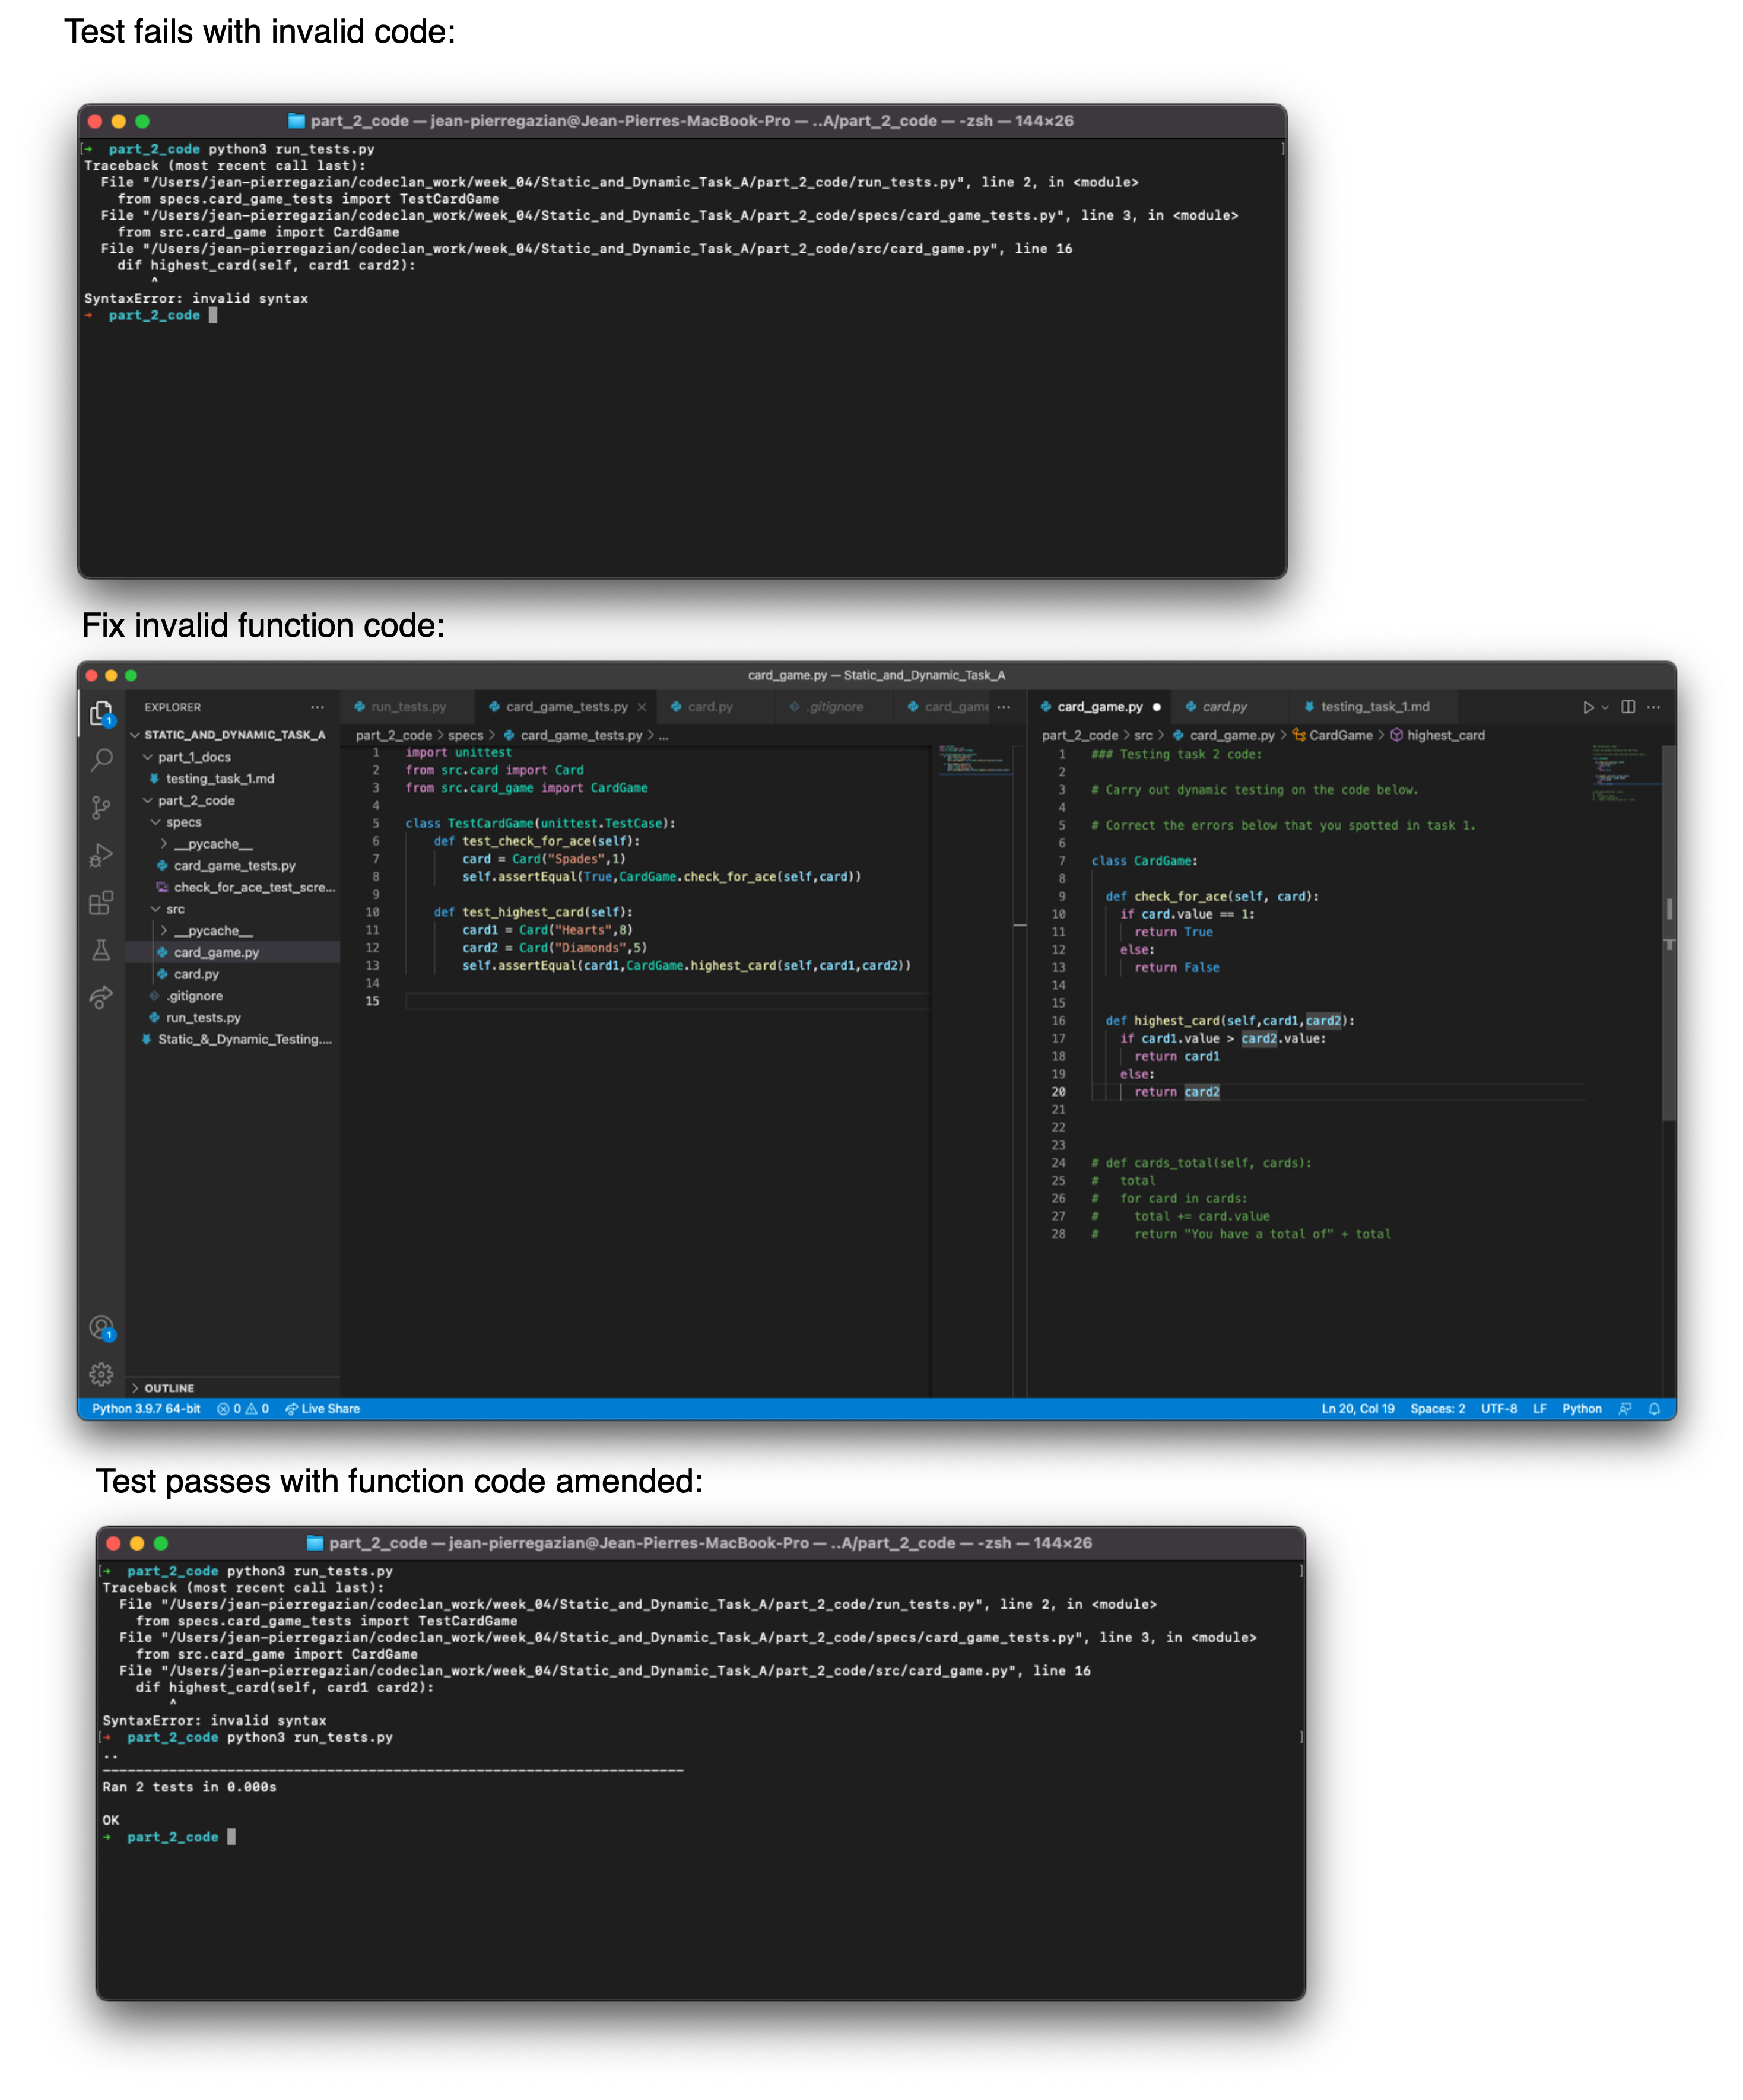 Test fails with invalid code:
part_2_code — jean-pierregazian@Jean-Pierres-MacBook-Pro — ..A/part_2_code — -zsh — 144×26
[➜  part_2_code python3 run_tests.py ]
Traceback (most recent call last):
  File "/Users/jean-pierregazian/codeclan_work/week_04/Static_and_Dynamic_Task_A/part_2_code/run_tests.py", line 2, in <module>
    from specs.card_game_tests import TestCardGame
  File "/Users/jean-pierregazian/codeclan_work/week_04/Static_and_Dynamic_Task_A/part_2_code/specs/card_game_tests.py", line 3, in <module>
    from src.card_game import CardGame
  File "/Users/jean-pierregazian/codeclan_work/week_04/Static_and_Dynamic_Task_A/part_2_code/src/card_game.py", line 16
    dif highest_card(self, card1 card2):
        ^
SyntaxError: invalid syntax
➜  part_2_code
Fix invalid function code:
card_game.py — Static_and_Dynamic_Task_A
EXPLORER ...
STATIC_AND_DYNAMIC_TASK_A
part_1_docs
testing_task_1.md
part_2_code
specs
__pycache__
card_game_tests.py
check_for_ace_test_scre...
src
__pycache__
card_game.py
card.py
.gitignore
run_tests.py
Static_&_Dynamic_Testing....
OUTLINE
1
1
run_tests.py card_game_tests.py card.py .gitignore card_game ...
part_2_code > specs > card_game_tests.py > ...
1 import unittest
2 from src.card import Card
3 from src.card_game import CardGame
4
5 class TestCardGame(unittest.TestCase):
6     def test_check_for_ace(self):
7         card = Card("Spades",1)
8         self.assertEqual(True,CardGame.check_for_ace(self,card))
9
10     def test_highest_card(self):
11         card1 = Card("Hearts",8)
12         card2 = Card("Diamonds",5)
13         self.assertEqual(card1,CardGame.highest_card(self,card1,card2))
14
15
card_game.py card.py testing_task_1.md ...
part_2_code > src > card_game.py > CardGame > highest_card
1 ### Testing task 2 code:
2
3 # Carry out dynamic testing on the code below.
4
5 # Correct the errors below that you spotted in task 1.
6
7 class CardGame:
8
9   def check_for_ace(self, card):
10     if card.value == 1:
11       return True
12     else:
13       return False
14
15
16   def highest_card(self,card1,card2):
17     if card1.value > card2.value:
18       return card1
19     else:
20       return card2
21
22
23
24 # def cards_total(self, cards):
25 #   total
26 #   for card in cards:
27 #     total += card.value
28 #     return "You have a total of" + total
Python 3.9.7 64-bit 0 0 Live Share Ln 20, Col 19 Spaces: 2 UTF-8 LF Python
Test passes with function code amended:
part_2_code — jean-pierregazian@Jean-Pierres-MacBook-Pro — ..A/part_2_code — -zsh — 144×26
[➜  part_2_code python3 run_tests.py ]
Traceback (most recent call last):
  File "/Users/jean-pierregazian/codeclan_work/week_04/Static_and_Dynamic_Task_A/part_2_code/run_tests.py", line 2, in <module>
    from specs.card_game_tests import TestCardGame
  File "/Users/jean-pierregazian/codeclan_work/week_04/Static_and_Dynamic_Task_A/part_2_code/specs/card_game_tests.py", line 3, in <module>
    from src.card_game import CardGame
  File "/Users/jean-pierregazian/codeclan_work/week_04/Static_and_Dynamic_Task_A/part_2_code/src/card_game.py", line 16
    dif highest_card(self, card1 card2):
        ^
SyntaxError: invalid syntax
[➜  part_2_code python3 run_tests.py ]
..
----------------------------------------------------------------------
Ran 2 tests in 0.000s
OK
➜  part_2_code